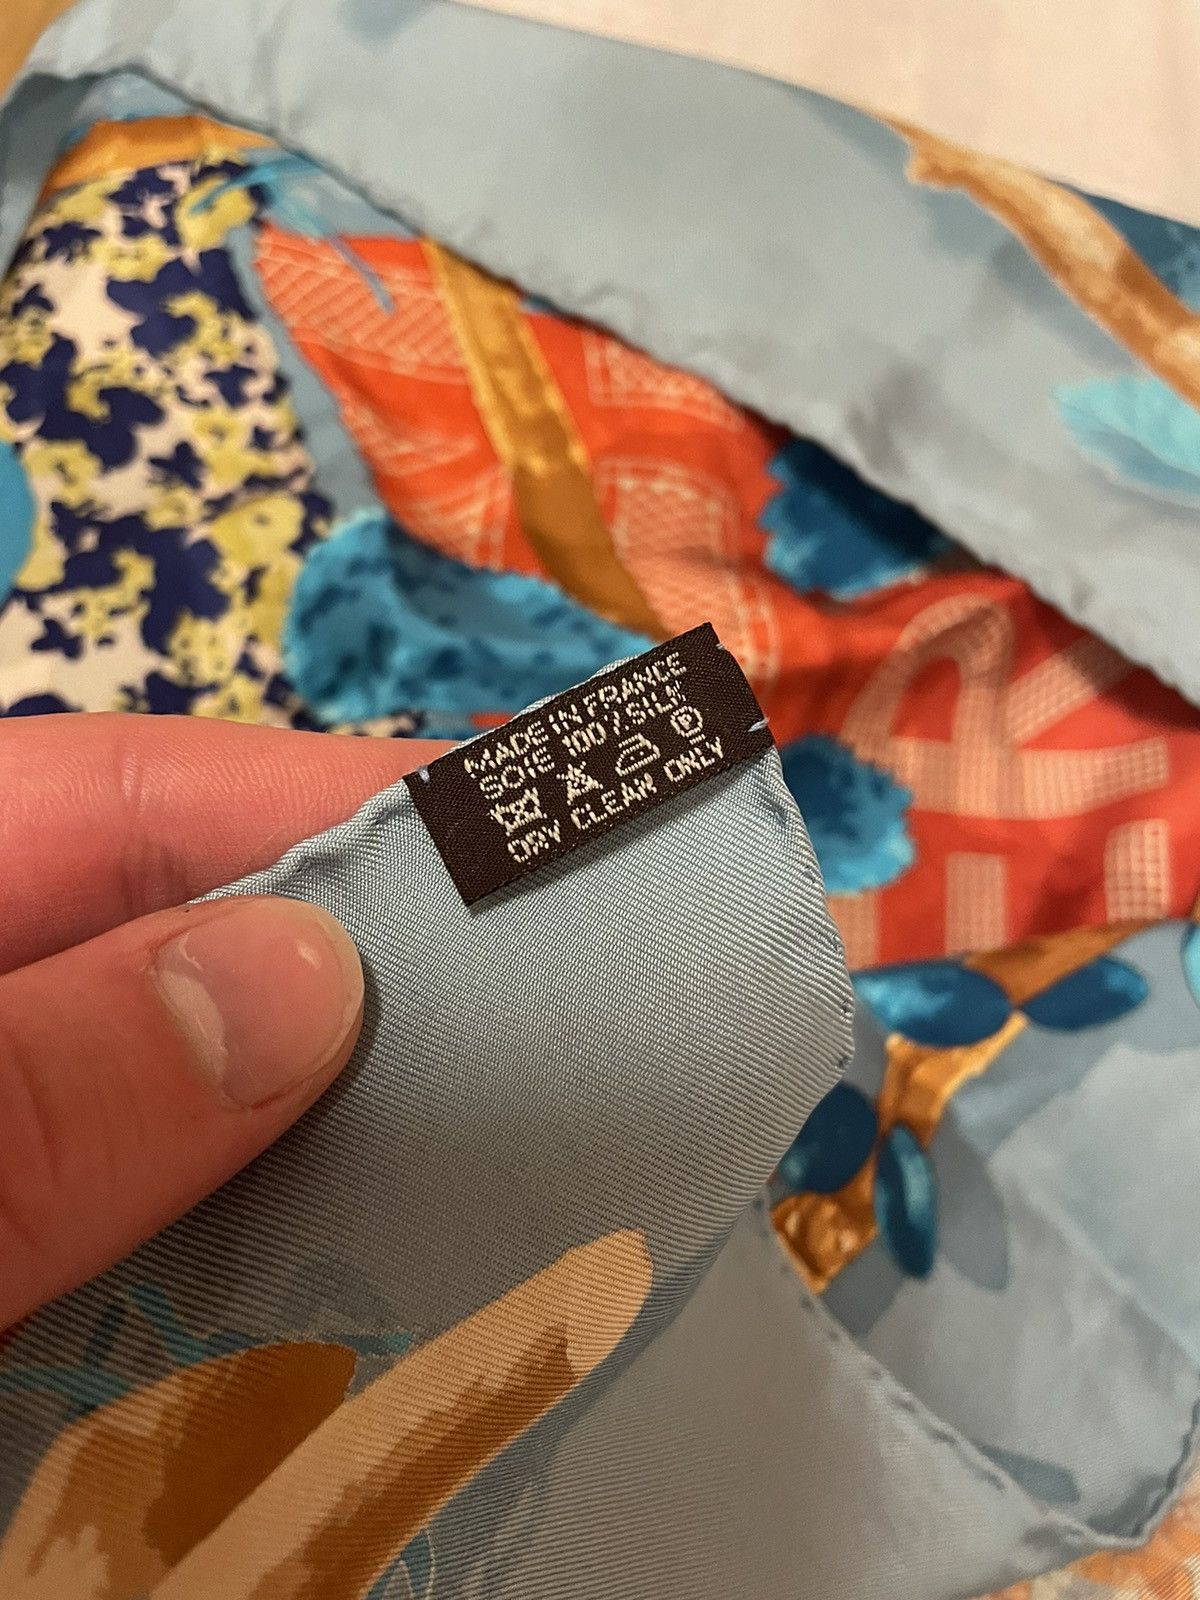 MADE IN FRANCE
SOIE 100% SILK
P
DRY CLEAN ONLY